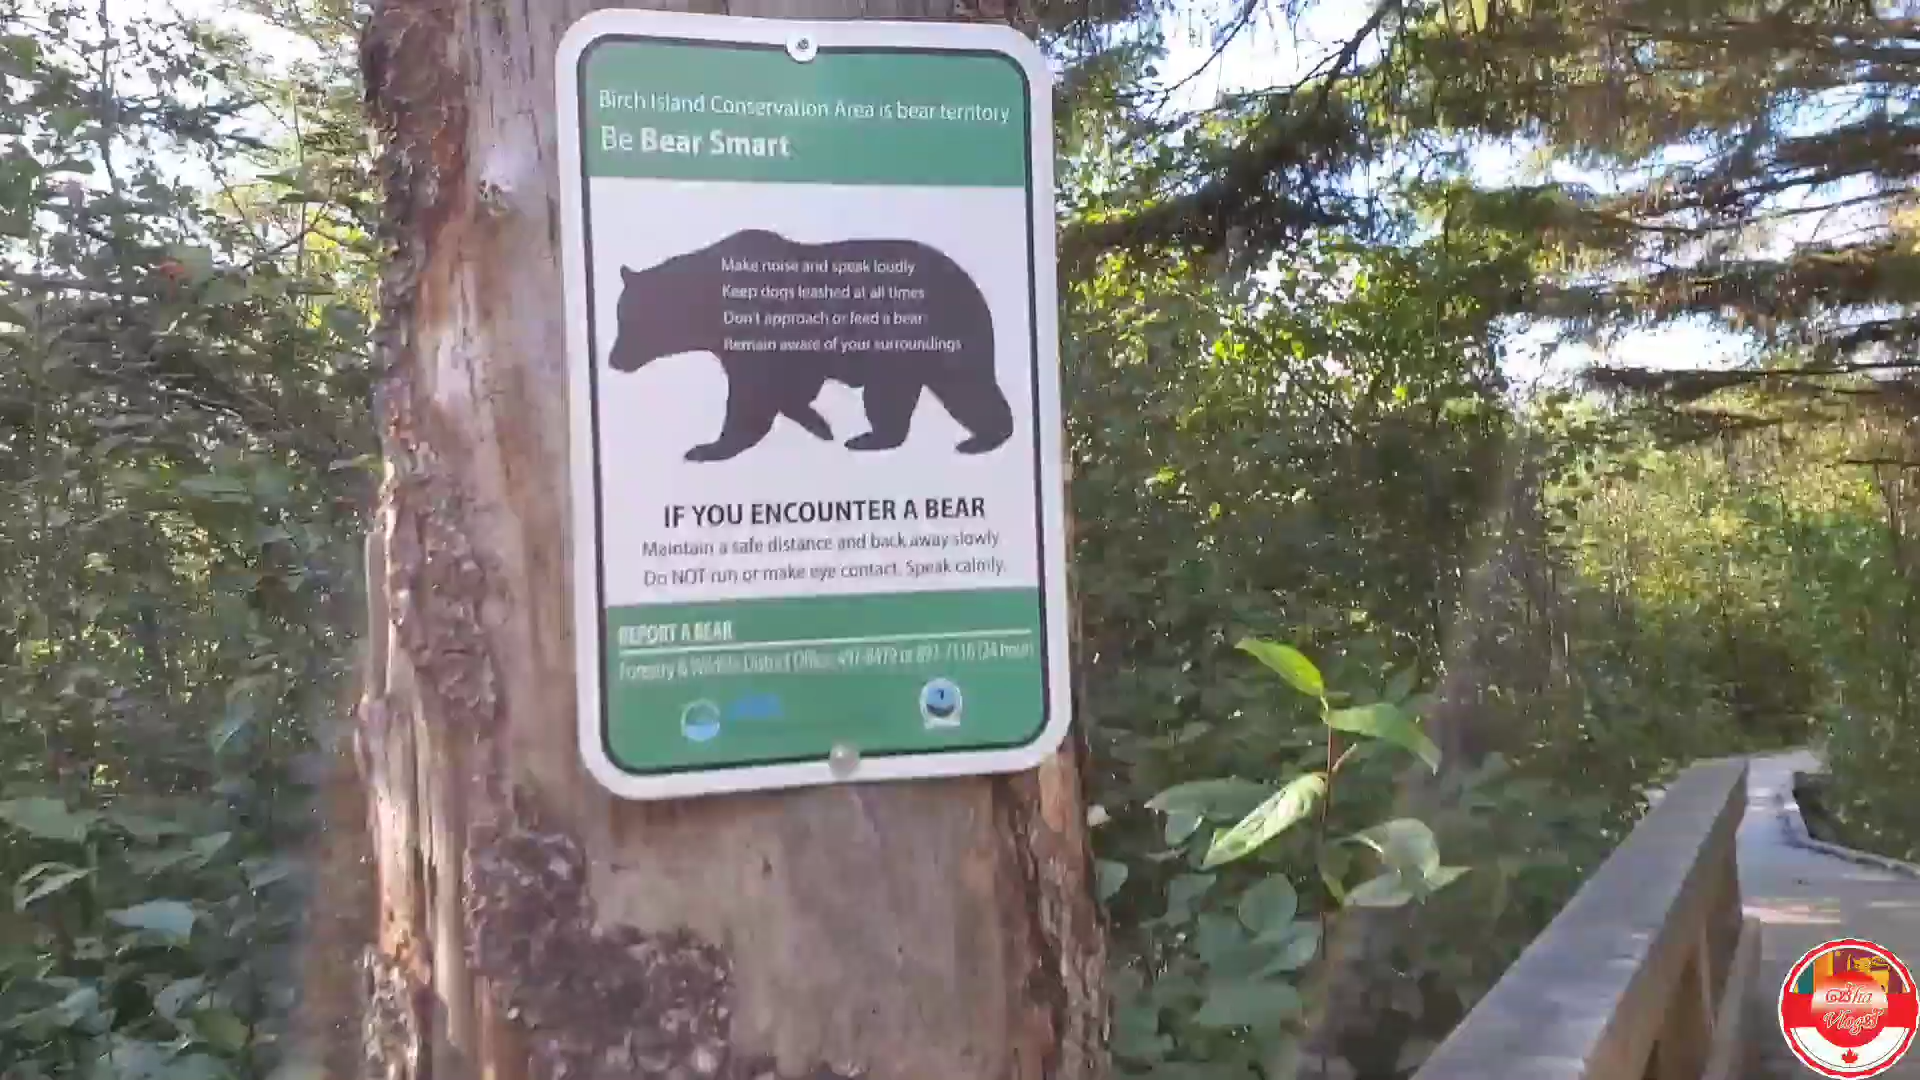 Birch Island Conservation Area is bear territory
Be Bear Smart
Make noise and speak loudly
Keep dogs leashed at all times
Don't approach or feed a bear
Remain aware of your surroundings
IF YOU ENCOUNTER A BEAR
Maintain a safe distance and back away slowly
Do NOT run or make eye contact. Speak calmly.
REPORT A BEAR
Forestry & Wildlife District Office: 497-8479 or 897-7116 (24 hour)